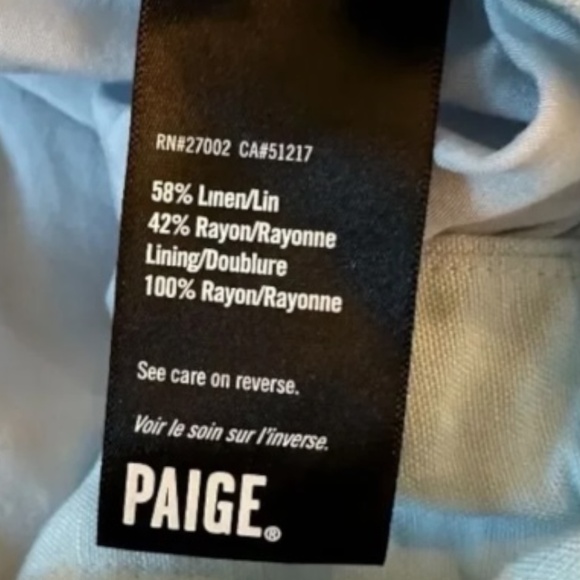 RN#27002 CA#51217
58% Linen/Lin
42% Rayon/Rayonne
Lining/Doublure
100% Rayon/Rayonne
See care on reverse.
Voir le soin sur l'inverse.
PAIGE®